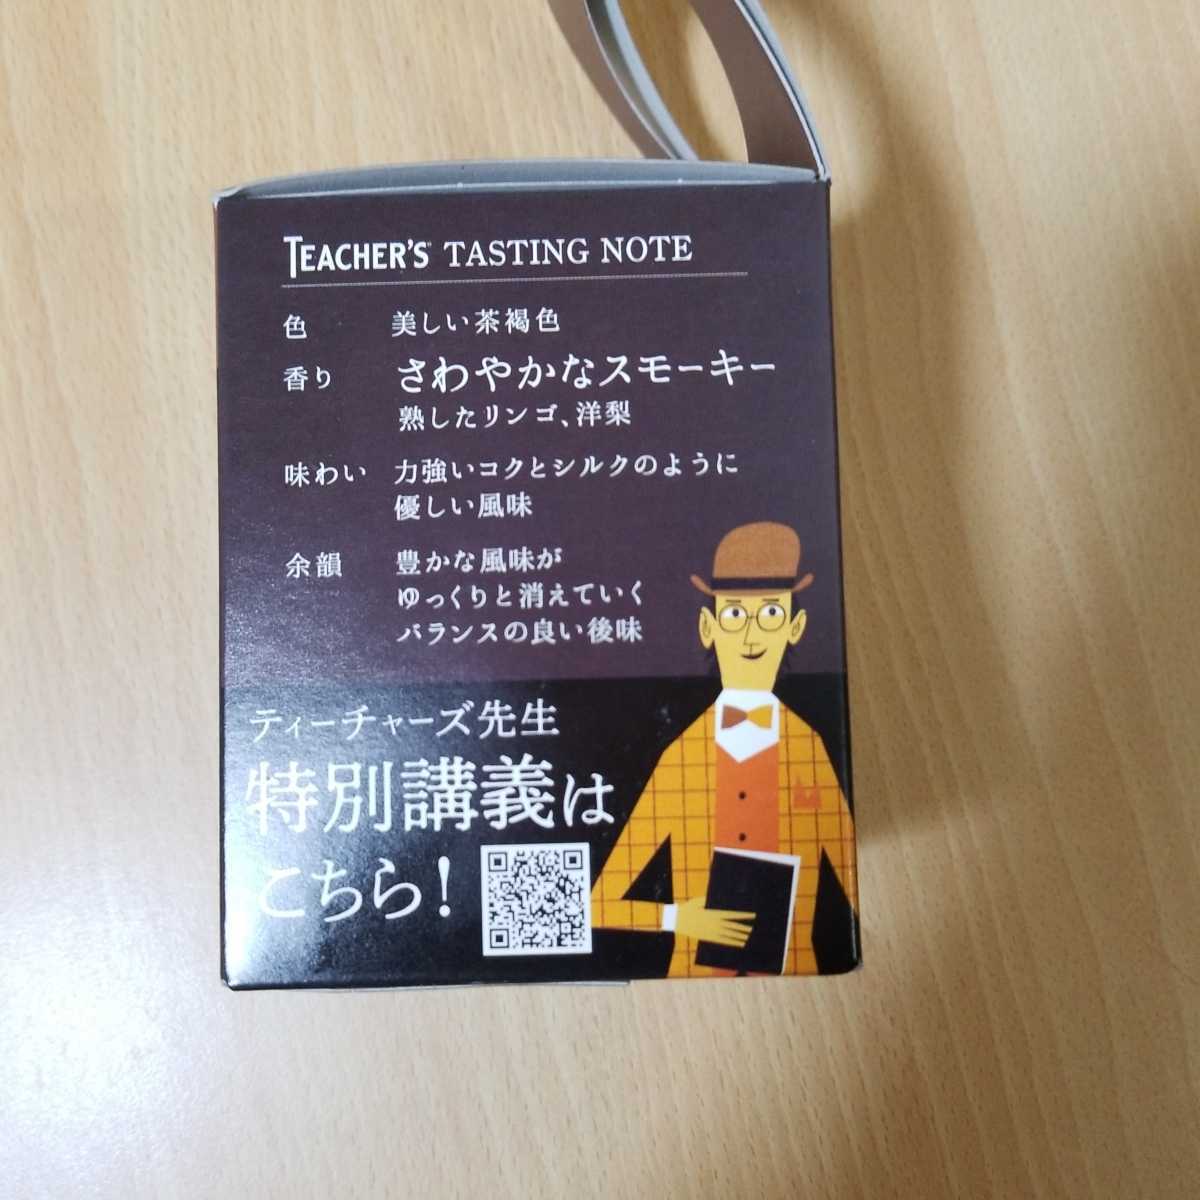 TEACHER'S™ TASTING NOTE
色 美しい茶褐色
香り さわやかなスモーキー
熟したリンゴ、洋梨
味わい 力強いコクとシルクのように
優しい風味
余韻 豊かな風味が
ゆっくりと消えていく
バランスの良い後味
ティーチャーズ先生
特別講義は
こちら!